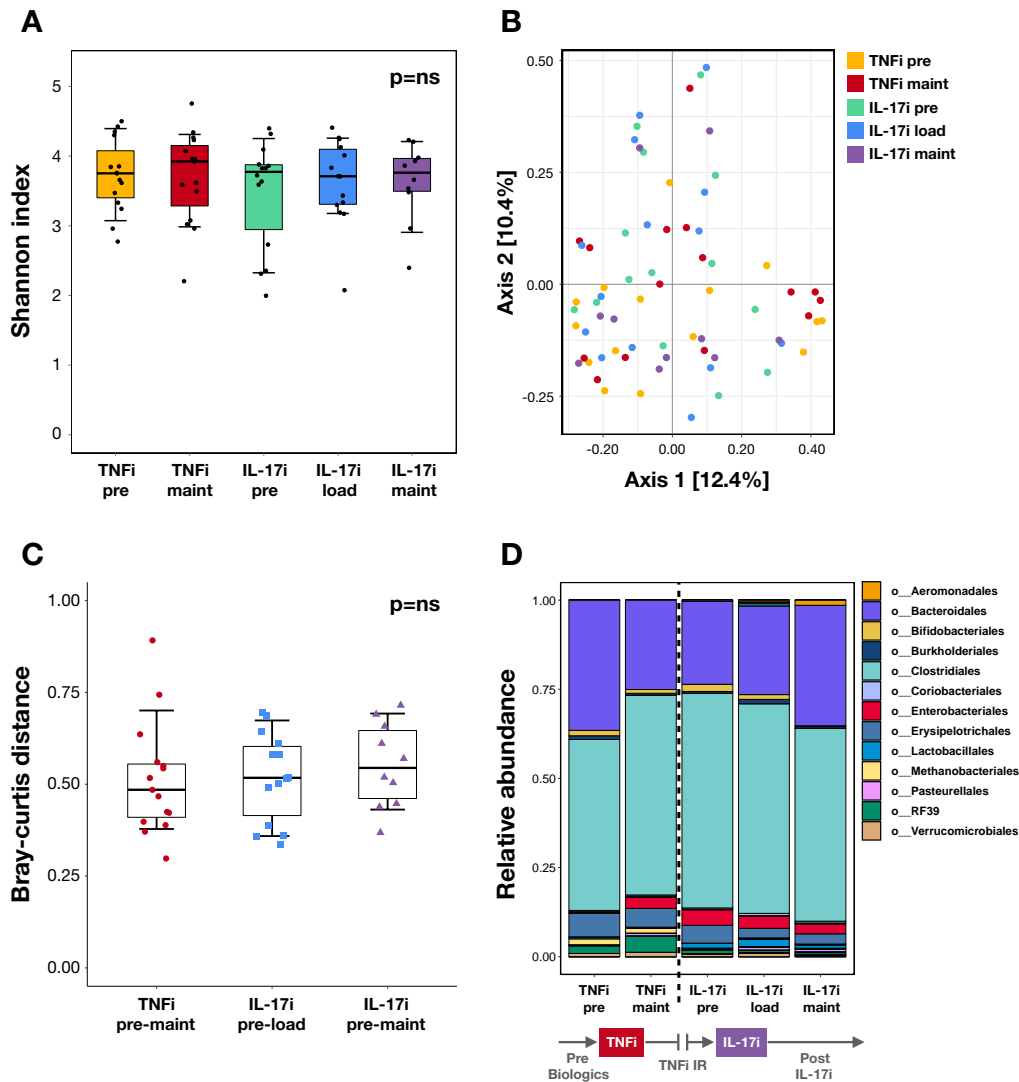 A
p=ns
Shannon index
5
4
3
2
1
0
TNFi
pre
TNFi
maint
IL-17i
pre
IL-17i
load
IL-17i
maint
B
0.50
0.25
0.00
-0.25
-0.20
0.00
0.20
0.40
Axis 2 [10.4%]
Axis 1 [12.4%]
TNFi pre
TNFi maint
IL-17i pre
IL-17i load
IL-17i maint
C
p=ns
Bray-curtis distance
1.00
0.75
0.50
0.25
0.00
TNFi
pre-maint
IL-17i
pre-load
IL-17i
pre-maint
D
Relative abundance
1.00
0.75
0.50
0.25
0.00
TNFi
pre
TNFi
maint
IL-17i
pre
IL-17i
load
IL-17i
maint
o__Aeromonadales
o__Bacteroidales
o__Bifidobacteriales
o__Burkholderiales
o__Clostridiales
o__Coriobacteriales
o__Enterobacteriales
o__Erysipelotrichales
o__Lactobacillales
o__Methanobacteriales
o__Pasteurellales
o__RF39
o__Verrucomicrobiales
Pre
Biologics
TNFi
TNFi IR
IL-17i
Post
IL-17i